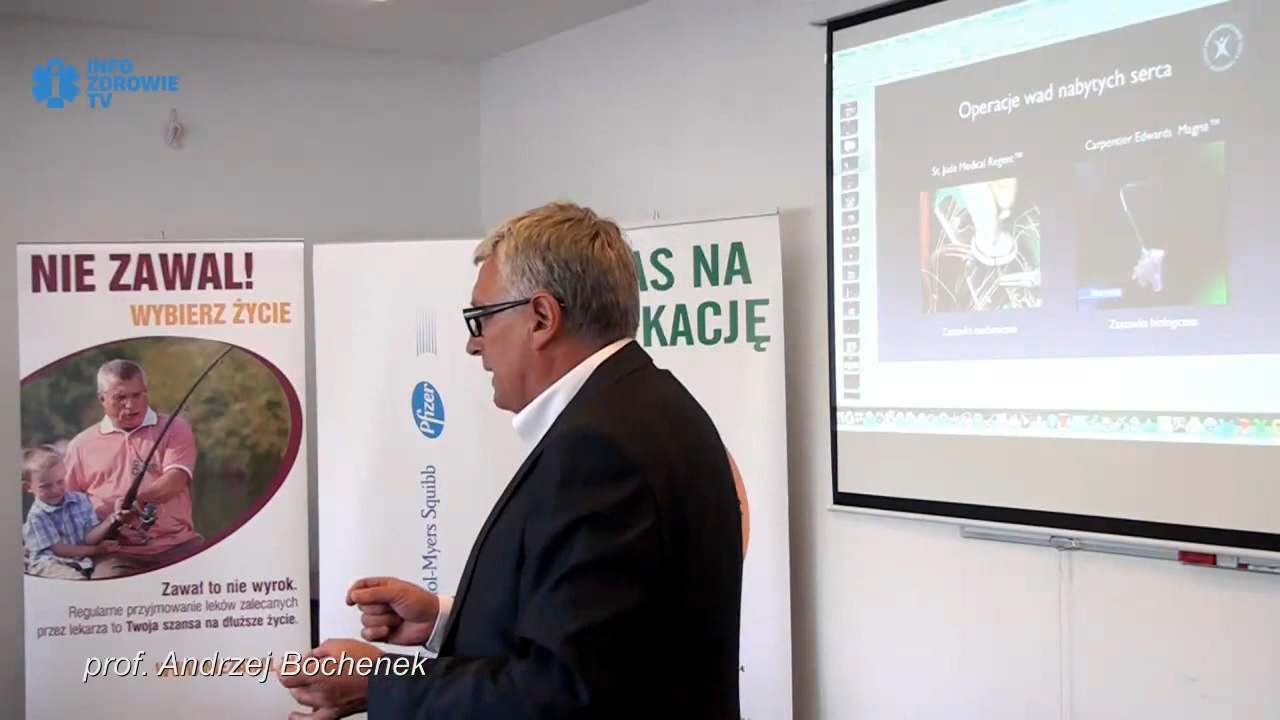 INFO
ZDROWIE
TV
NIE ZAWAL!
WYBIERZ ŻYCIE
Zawał to nie wyrok.
Regularne przyjmowanie leków zalecanych
przez lekarza to Twoja szansa na dłuższe życie.
prof. Andrzej Bochenek
Pfizer
ol-Myers Squibb
AS NA
KACJĘ
Operacje wad nabytych serca
St. Jude Medical Regent™
Carpentier Edwards Magna™
Zastawka biologiczna